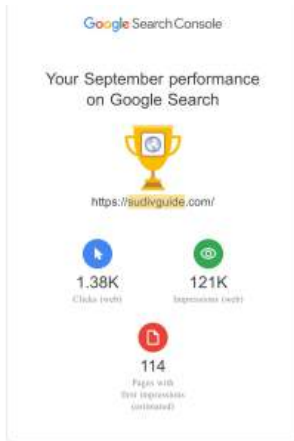 Google Search Console
Your September performance
on Google Search
https://sudivguide.com/
1.38K
Clicks (web)
121K
Impressions (web)
114
Pages with
first impressions
(estimated)